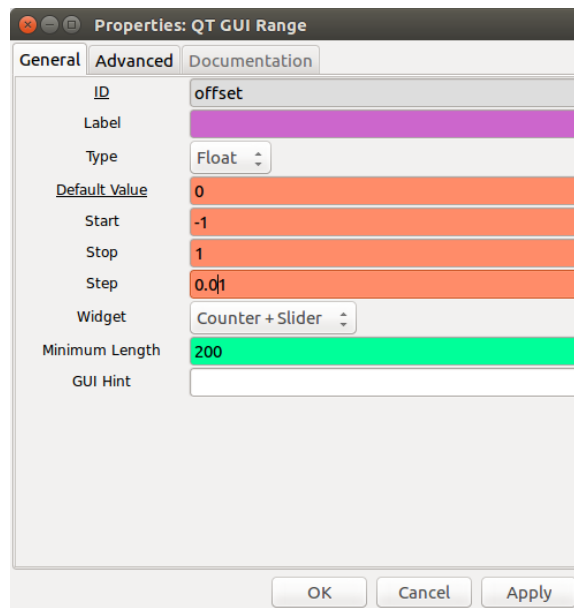 Properties: QT GUI Range
General Advanced Documentation
ID offset
Label
Type Float
Default Value 0
Start -1
Stop 1
Step 0.01
Widget Counter + Slider
Minimum Length 200
GUI Hint
OK Cancel Apply